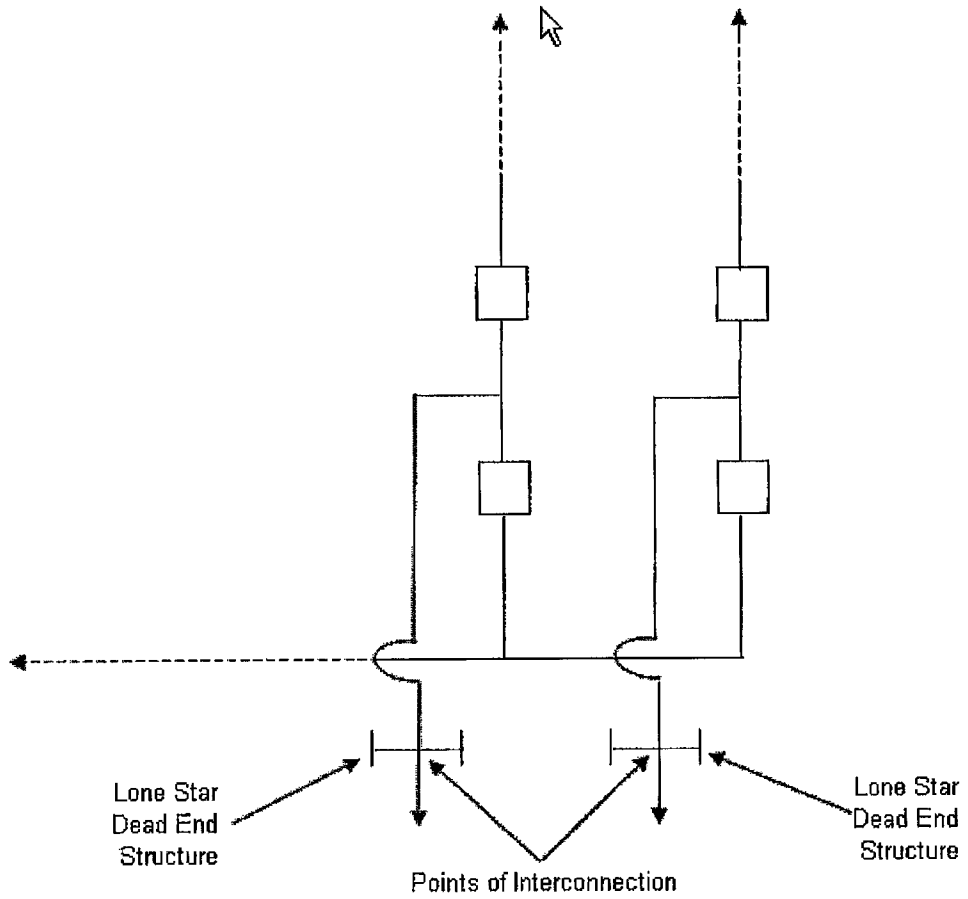 Lone Star
Dead End
Structure
Lone Star
Dead End
Structure
Points of Interconnection